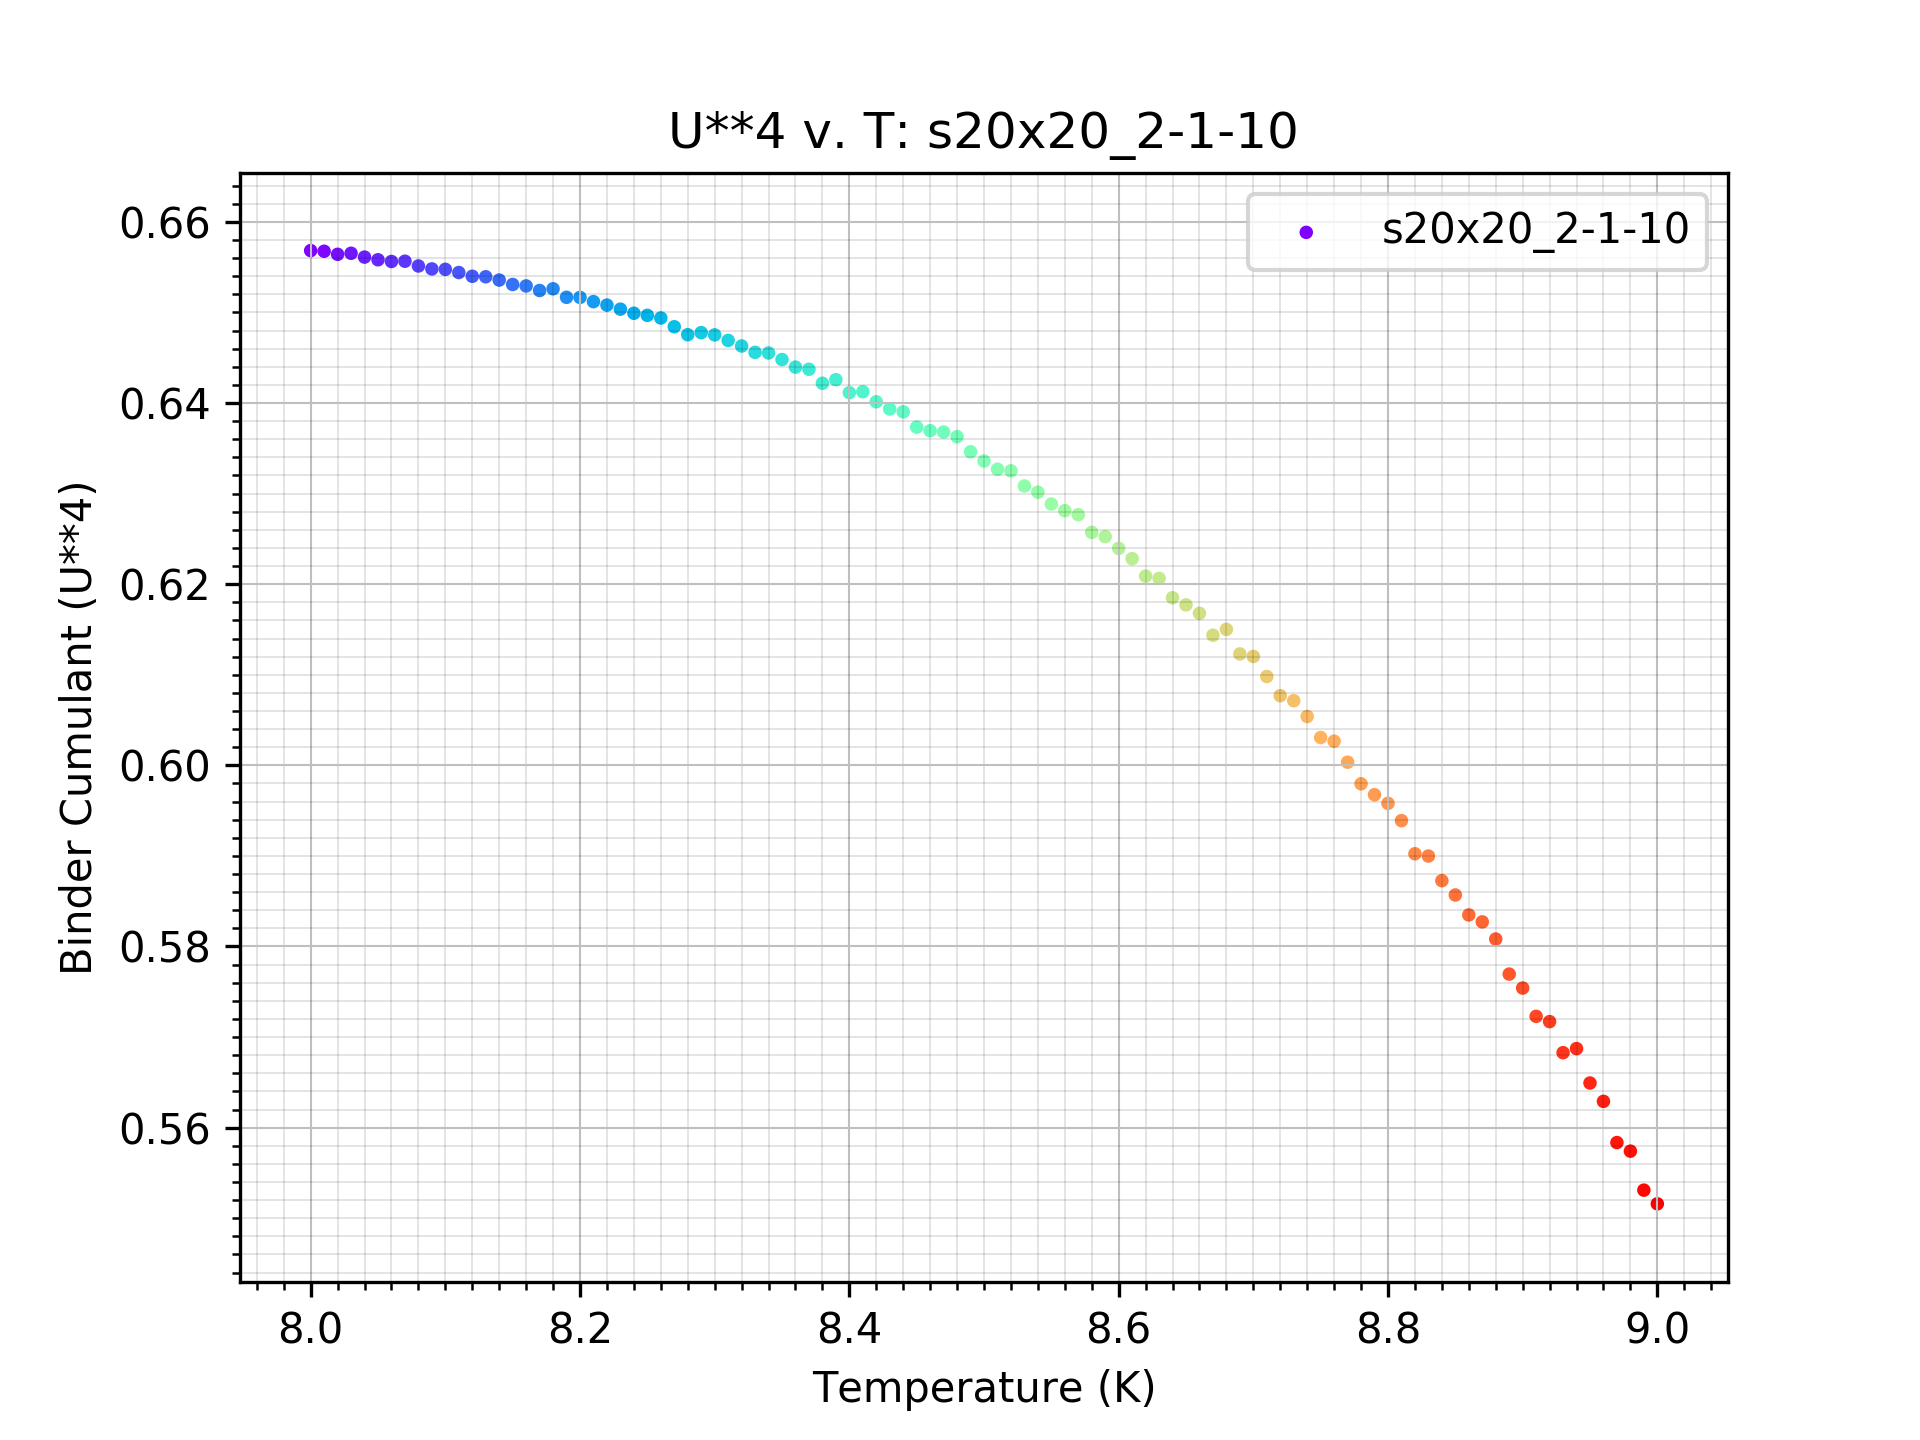 U**4 v. T: s20x20_2-1-10
s20x20_2-1-10
Binder Cumulant (U**4)
0.66
0.64
0.62
0.60
0.58
0.56
8.0 8.2 8.4 8.6 8.8 9.0
Temperature (K)